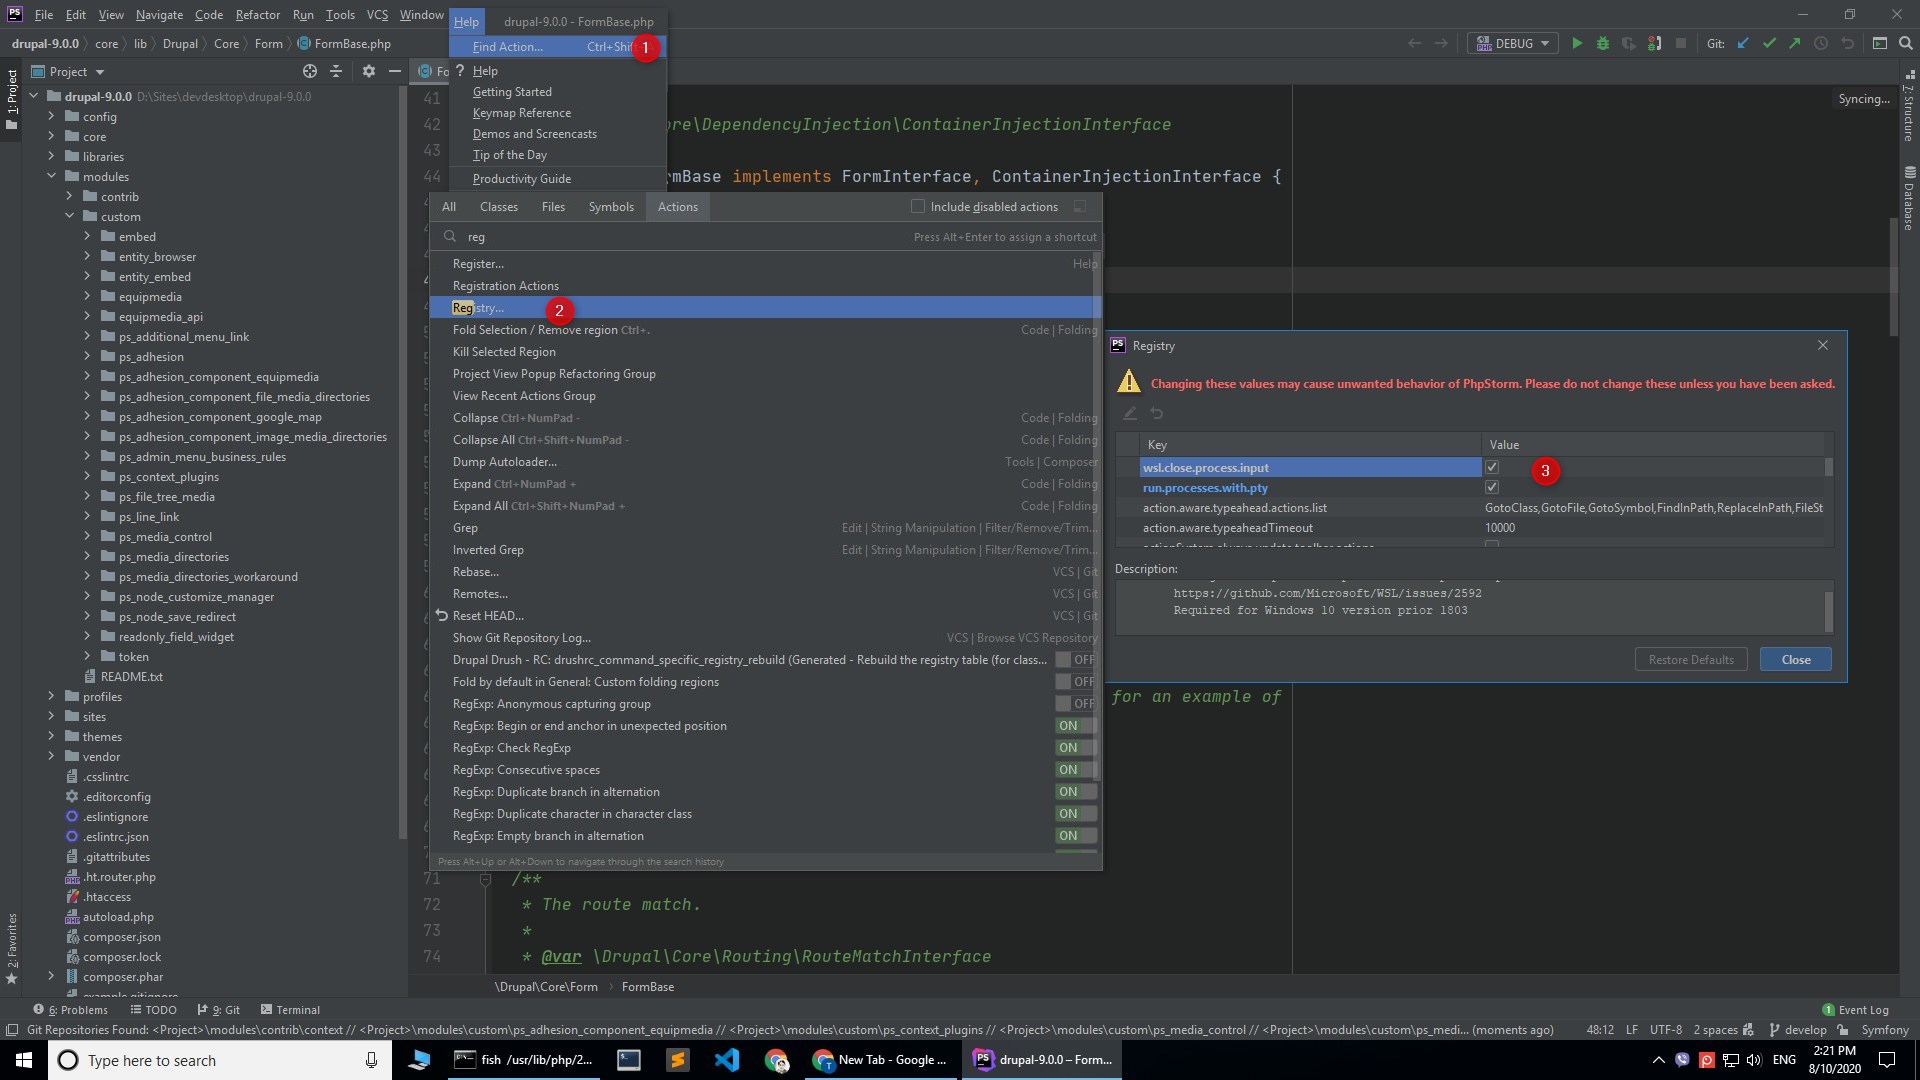 PS File Edit View Navigate Code Refactor Run Tools VCS Window Help drupal-9.0.0 - FormBase.php
drupal-9.0.0 core lib Drupal Core Form FormBase.php
DEBUG Git:
Find Action... Ctrl+Shif 1
? Help
Getting Started
Keymap Reference
Demos and Screencasts
Tip of the Day
Productivity Guide
1: Project
2: Favorites
7: Structure
Database
Project
drupal-9.0.0 D:\Sites\devdesktop\drupal-9.0.0
config
core
libraries
modules
contrib
custom
embed
entity_browser
entity_embed
equipmedia
equipmedia_api
ps_additional_menu_link
ps_adhesion
ps_adhesion_component_equipmedia
ps_adhesion_component_file_media_directories
ps_adhesion_component_google_map
ps_adhesion_component_image_media_directories
ps_admin_menu_business_rules
ps_context_plugins
ps_file_tree_media
ps_line_link
ps_media_control
ps_media_directories
ps_media_directories_workaround
ps_node_customize_manager
ps_node_save_redirect
readonly_field_widget
token
README.txt
profiles
sites
themes
vendor
.csslintrc
.editorconfig
.eslintignore
.eslintrc.json
.gitattributes
.ht.router.php
.htaccess
autoload.php
composer.json
composer.lock
composer.phar
example.gitignore
Fo
Syncing...
41
42 ore\DependencyInjection\ContainerInjectionInterface
43
44 rmBase implements FormInterface, ContainerInjectionInterface {
All Classes Files Symbols Actions Include disabled actions
reg Press Alt+Enter to assign a shortcut
Register... Help
Registration Actions
Registry... 2
Fold Selection / Remove region Ctrl+. Code | Folding
Kill Selected Region
Project View Popup Refactoring Group
View Recent Actions Group
Collapse Ctrl+NumPad - Code | Folding
Collapse All Ctrl+Shift+NumPad - Code | Folding
Dump Autoloader... Tools | Composer
Expand Ctrl+NumPad + Code | Folding
Expand All Ctrl+Shift+NumPad + Code | Folding
Grep Edit | String Manipulation | Filter/Remove/Trim...
Inverted Grep Edit | String Manipulation | Filter/Remove/Trim...
Rebase... VCS | Git
Remotes... VCS | Git
Reset HEAD... VCS | Git
Show Git Repository Log... VCS | Browse VCS Repository
Drupal Drush - RC: drushrc_command_specific_registry_rebuild (Generated - Rebuild the registry table (for class... OFF
Fold by default in General: Custom folding regions OFF
RegExp: Anonymous capturing group OFF
RegExp: Begin or end anchor in unexpected position ON
RegExp: Check RegExp ON
RegExp: Consecutive spaces ON
RegExp: Duplicate branch in alternation ON
RegExp: Duplicate character in character class ON
RegExp: Empty branch in alternation ON
Press Alt+Up or Alt+Down to navigate through the search history
PS Registry
Changing these values may cause unwanted behavior of PhpStorm. Please do not change these unless you have been asked.
Key Value
wsl.close.process.input 3
run.processes.with.pty
action.aware.typeahead.actions.list GotoClass,GotoFile,GotoSymbol,FindInPath,ReplaceInPath,FileSt
action.aware.typeaheadTimeout 10000
Description:
https://github.com/Microsoft/WSL/issues/2592
Required for Windows 10 version prior 1803
Restore Defaults Close
for an example of
71 /**
72 * The route match.
73 *
74 * @var \Drupal\Core\Routing\RouteMatchInterface
\Drupal\Core\Form FormBase
6: Problems TODO 9: Git Terminal 1 Event Log
Git Repositories Found: <Project>\modules\contrib\context // <Project>\modules\custom\ps_adhesion_component_equipmedia // <Project>\modules\custom\ps_context_plugins // <Project>\modules\custom\ps_media_control // <Project>\modules\custom\ps_medi... (moments ago) 48:12 LF UTF-8 2 spaces develop Symfony
Type here to search fish /usr/lib/php/2... New Tab - Google ... drupal-9.0.0 – Form... ENG 2:21 PM
8/10/2020